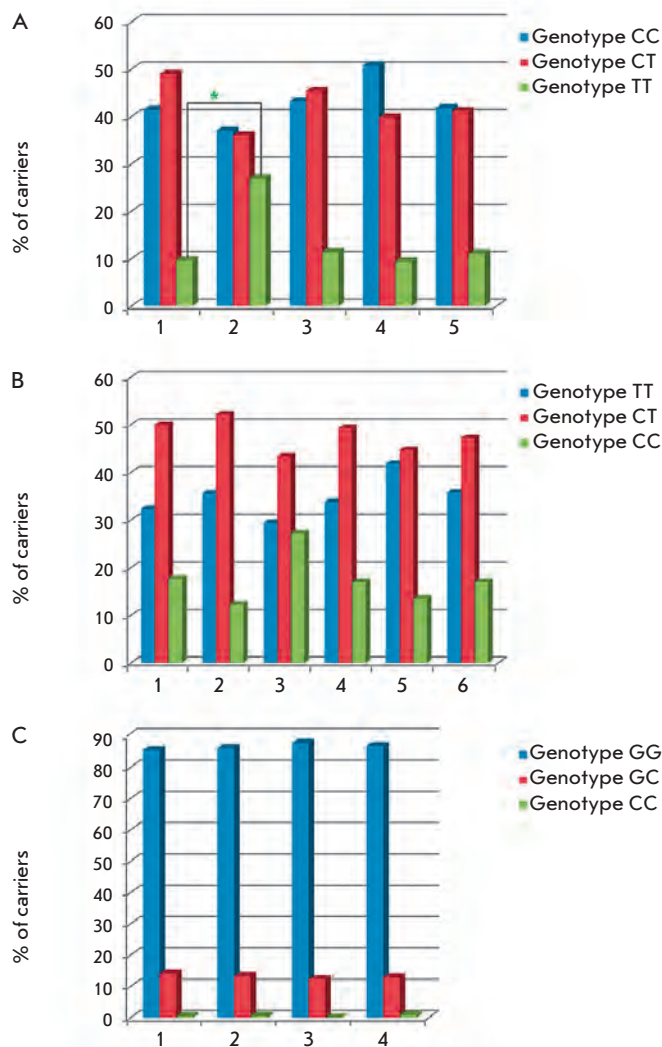 A
% of carriers
60
50
40
30
20
10
0
*
1 2 3 4 5
Genotype CC
Genotype CT
Genotype TT
B
% of carriers
60
50
40
30
20
10
0
1 2 3 4 5 6
Genotype TT
Genotype CT
Genotype CC
C
% of carriers
90
80
70
60
50
40
30
20
10
0
1 2 3 4
Genotype GG
Genotype GC
Genotype CC